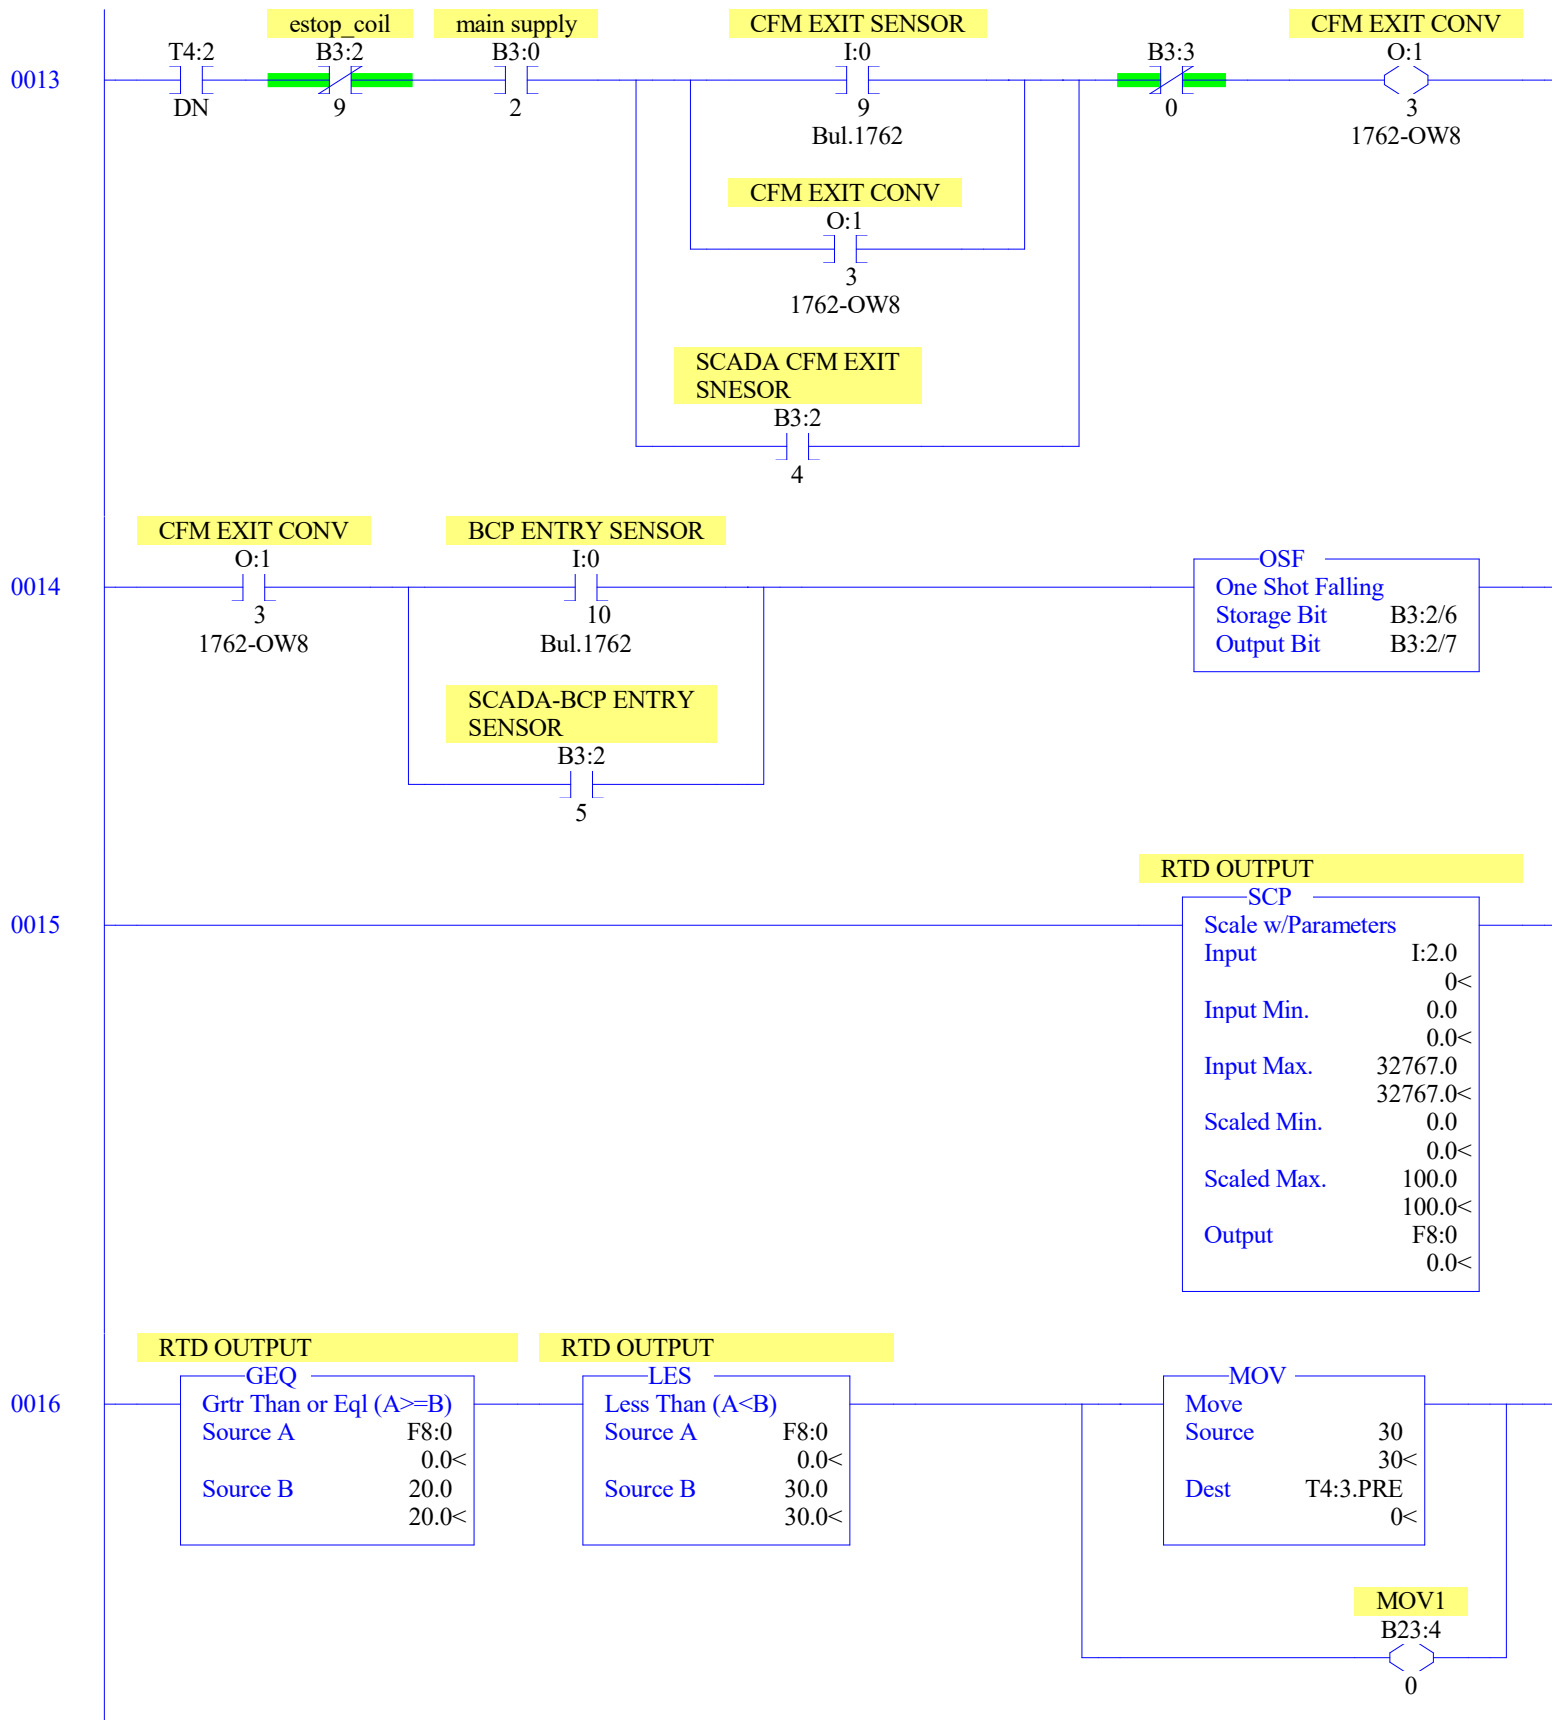 estop_coil main supply CFM EXIT SENSOR CFM EXIT CONV
T4:2 B3:2 B3:0 I:0 B3:3 O:1
0013
DN 9 2 9 0 3
Bul.1762 1762-OW8
CFM EXIT CONV
O:1
3
1762-OW8
SCADA CFM EXIT
SNESOR
B3:2
4
CFM EXIT CONV BCP ENTRY SENSOR
O:1 I:0 OSF
0014 One Shot Falling
3 10 Storage Bit B3:2/6
1762-OW8 Bul.1762 Output Bit B3:2/7
SCADA-BCP ENTRY
SENSOR
B3:2
5
RTD OUTPUT
SCP
0015 Scale w/Parameters
Input I:2.0
0<
Input Min. 0.0
0.0<
Input Max. 32767.0
32767.0<
Scaled Min. 0.0
0.0<
Scaled Max. 100.0
100.0<
Output F8:0
0.0<
RTD OUTPUT RTD OUTPUT
GEQ LES MOV
0016 Grtr Than or Eql (A>=B) Less Than (A<B) Move
Source A F8:0 Source A F8:0 Source 30
0.0< 0.0< 30<
Source B 20.0 Source B 30.0 Dest T4:3.PRE
20.0< 30.0< 0<
MOV1
B23:4
0